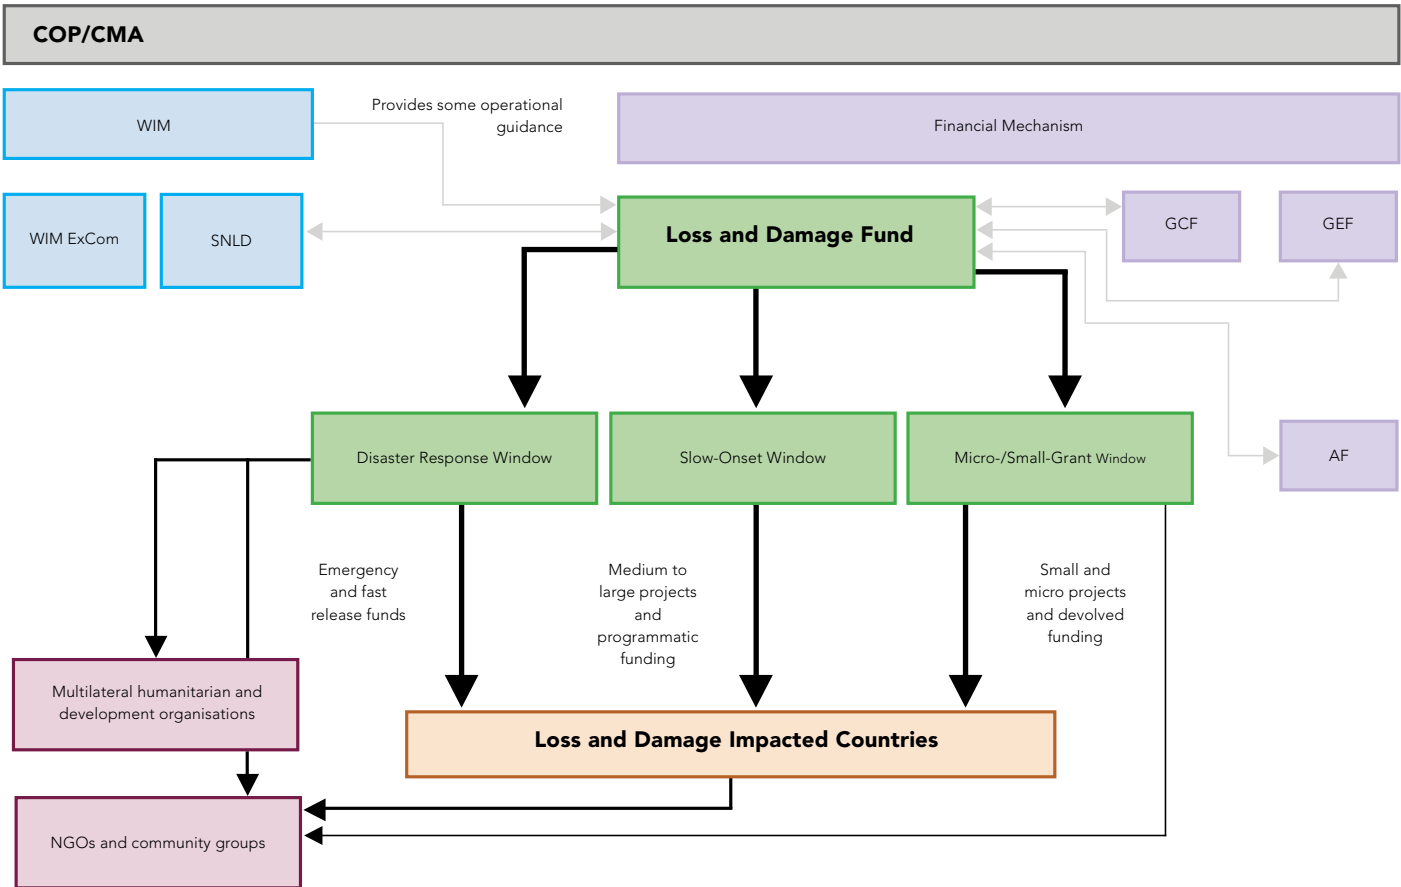 COP/CMA
WIM
Provides some operational
guidance
Financial Mechanism
WIM ExCom
SNLD
Loss and Damage Fund
GCF
GEF
Disaster Response Window
Slow-Onset Window
Micro-/Small-Grant Window
AF
Emergency
and fast
release funds
Medium to
large projects
and
programmatic
funding
Small and
micro projects
and devolved
funding
Multilateral humanitarian and
development organisations
Loss and Damage Impacted Countries
NGOs and community groups